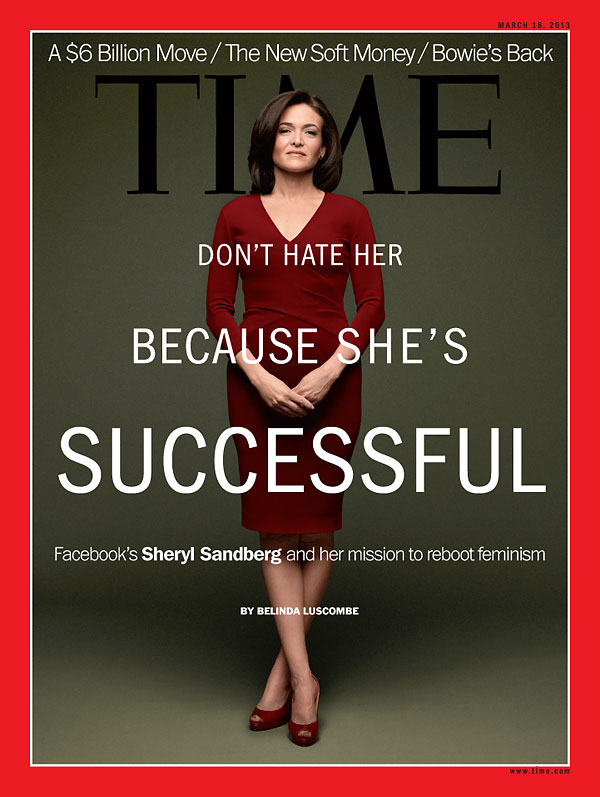 MARCH 18, 2013
A $6 Billion Move / The New Soft Money / Bowie's Back
TIME
DON'T HATE HER
BECAUSE SHE'S
SUCCESSFUL
Facebook's Sheryl Sandberg and her mission to reboot feminism
BY BELINDA LUSCOMBE
www.time.com